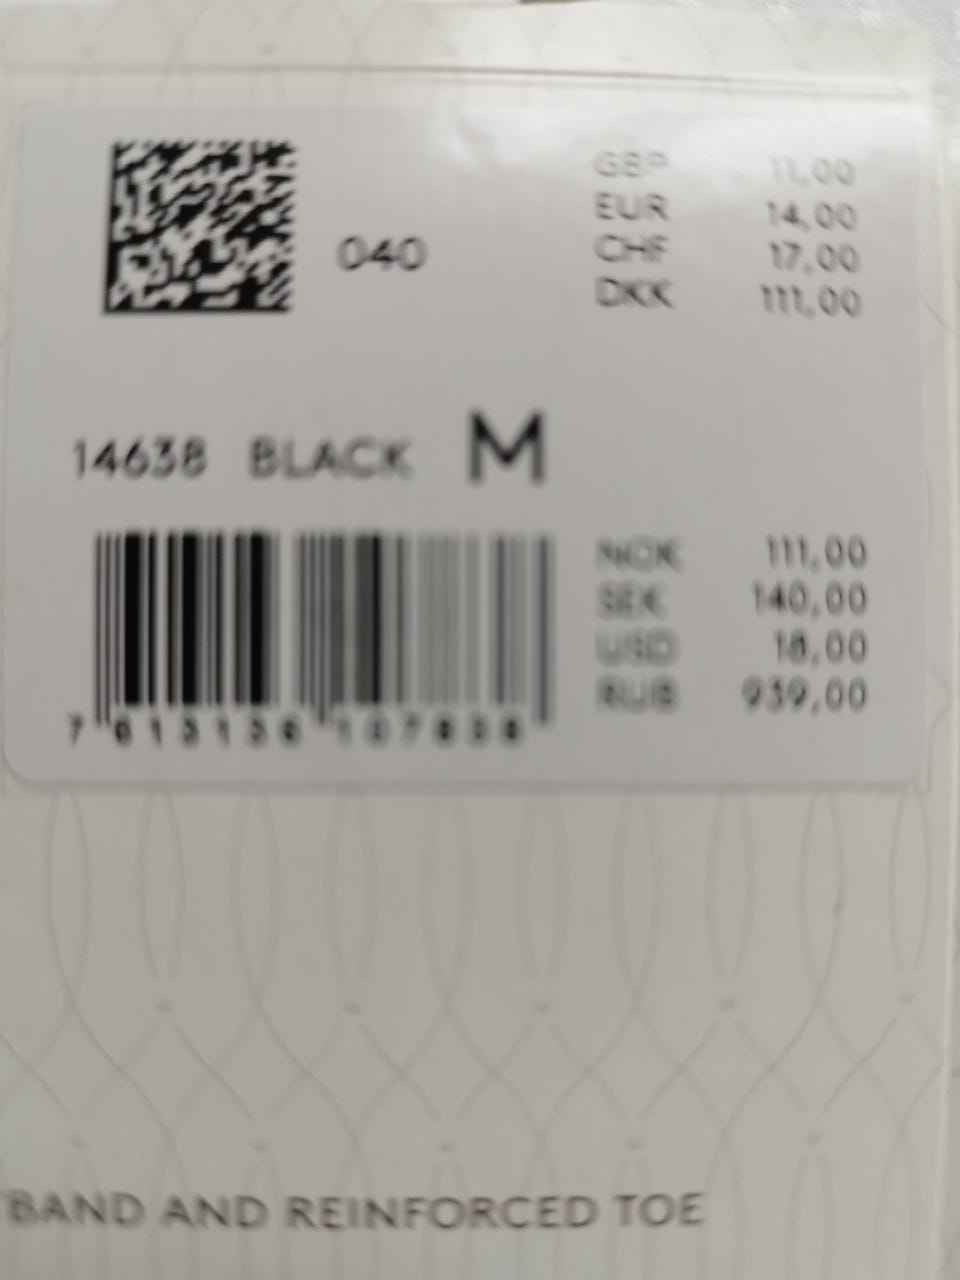 040
GBP 11,00
EUR 14,00
CHF 17,00
DKK 111,00
14638 BLACK M
NOK 111,00
SEK 140,00
USD 18,00
RUB 939,00
BAND AND REINFORCED TOE